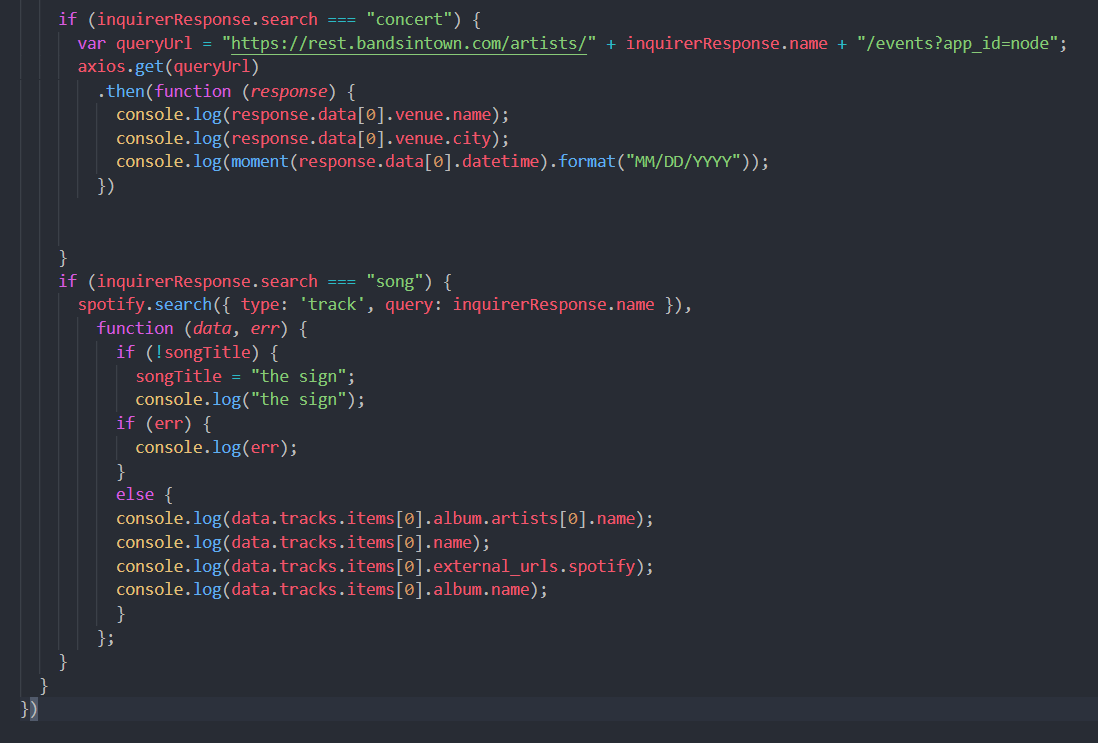 if (inquirerResponse.search === "concert") {
var queryUrl = "https://rest.bandsintown.com/artists/" + inquirerResponse.name + "/events?app_id=node";
axios.get(queryUrl)
.then(function (response) {
console.log(response.data[0].venue.name);
console.log(response.data[0].venue.city);
console.log(moment(response.data[0].datetime).format("MM/DD/YYYY"));
})
}
if (inquirerResponse.search === "song") {
spotify.search({ type: 'track', query: inquirerResponse.name }),
function (data, err) {
if (!songTitle) {
songTitle = "the sign";
console.log("the sign");
if (err) {
console.log(err);
}
else {
console.log(data.tracks.items[0].album.artists[0].name);
console.log(data.tracks.items[0].name);
console.log(data.tracks.items[0].external_urls.spotify);
console.log(data.tracks.items[0].album.name);
}
};
}
}
})